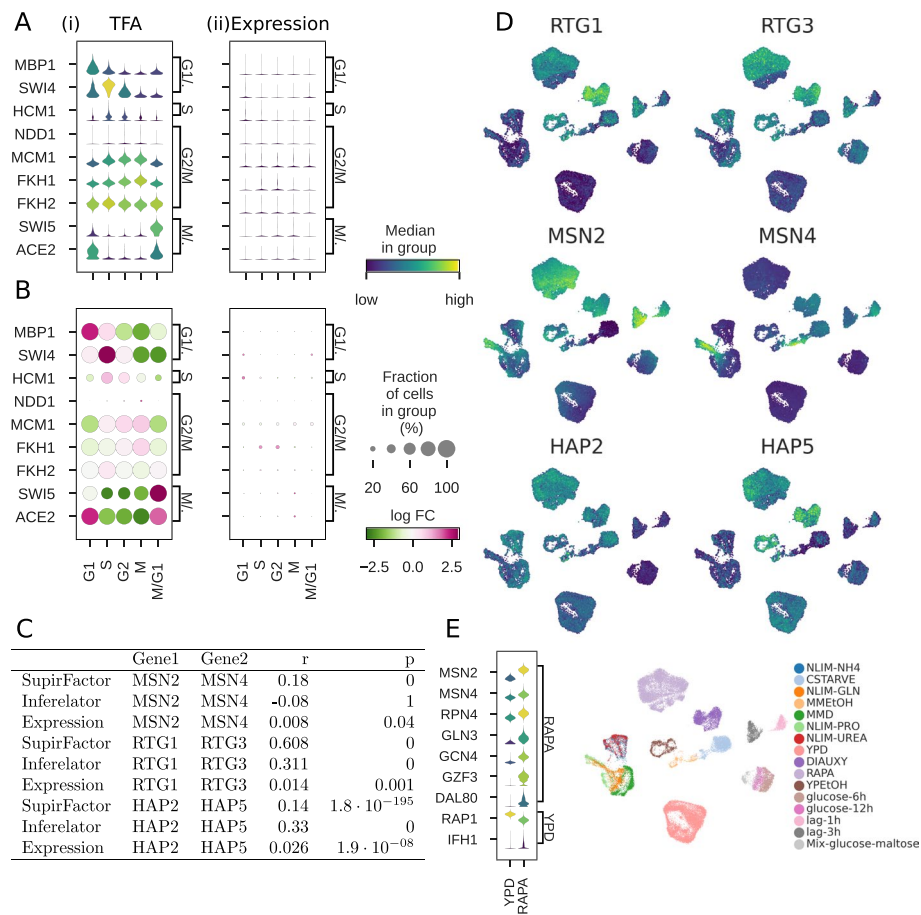 A (i) TFA (ii) Expression
MBP1
SWI4
HCM1
NDD1
MCM1
FKH1
FKH2
SWI5
ACE2
G1/.
S
G2/M
M/.
G1/.
S
G2/M
M/.
Median
in group
low high
B
MBP1
SWI4
HCM1
NDD1
MCM1
FKH1
FKH2
SWI5
ACE2
G1/.
S
G2/M
M/.
G1/.
S
G2/M
M/.
G1 S G2 M M/G1
G1 S G2 M M/G1
Fraction
of cells
in group
(%)
20 60 100
log FC
−2.5 0.0 2.5
C
Gene1 Gene2 r p
SupirFactor MSN2 MSN4 0.18 0
Inferelator MSN2 MSN4 -0.08 1
Expression MSN2 MSN4 0.008 0.04
SupirFactor RTG1 RTG3 0.608 0
Inferelator RTG1 RTG3 0.311 0
Expression RTG1 RTG3 0.014 0.001
SupirFactor HAP2 HAP5 0.14 1.8 · 10−195
Inferelator HAP2 HAP5 0.33 0
Expression HAP2 HAP5 0.026 1.9 · 10−08
D
RTG1 RTG3
MSN2 MSN4
HAP2 HAP5
E
MSN2
MSN4
RPN4
GLN3
GCN4
GZF3
DAL80
RAP1
IFH1
RAPA
YPD
YPD RAPA
NLIM-NH4
CSTARVE
NLIM-GLN
MMEtOH
MMD
NLIM-PRO
NLIM-UREA
YPD
DIAUXY
RAPA
YPEtOH
glucose-6h
glucose-12h
lag-1h
lag-3h
Mix-glucose-maltose